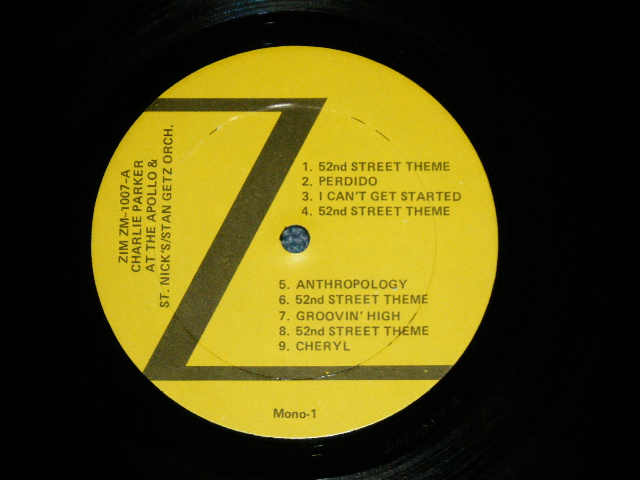 ZIM ZM-1007-A
CHARLIE PARKER
AT THE APOLLO &
ST. NICK'S/STAN GETZ ORCH.
1. 52nd STREET THEME
2. PERDIDO
3. I CAN'T GET STARTED
4. 52nd STREET THEME
5. ANTHROPOLOGY
6. 52nd STREET THEME
7. GROOVIN' HIGH
8. 52nd STREET THEME
9. CHERYL
Mono-1